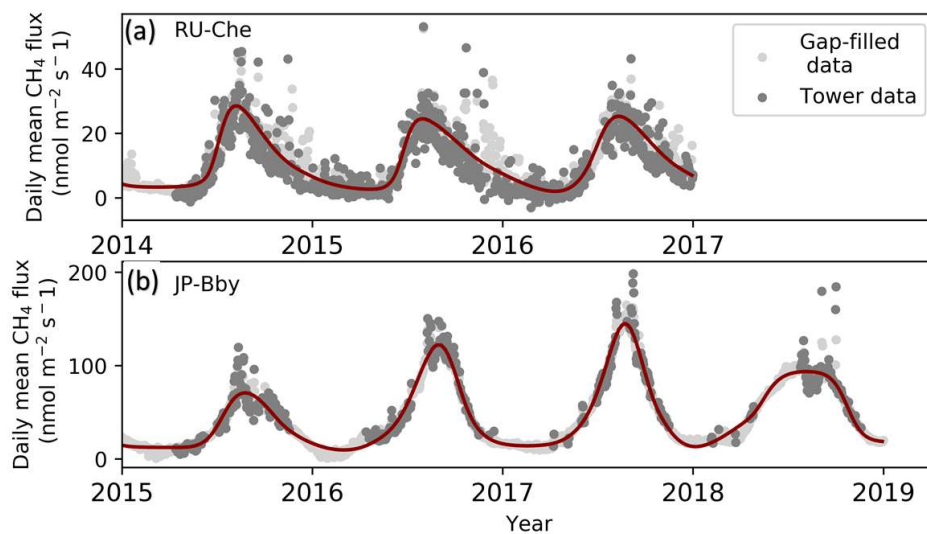 (a) RU-Che
Gap-filled
data
Tower data
Daily mean CH₄ flux
(nmol m⁻² s⁻¹)
40
20
0
2014 2015 2016 2017
(b) JP-Bby
Daily mean CH₄ flux
(nmol m⁻² s⁻¹)
200
100
0
2015 2016 2017 2018 2019
Year